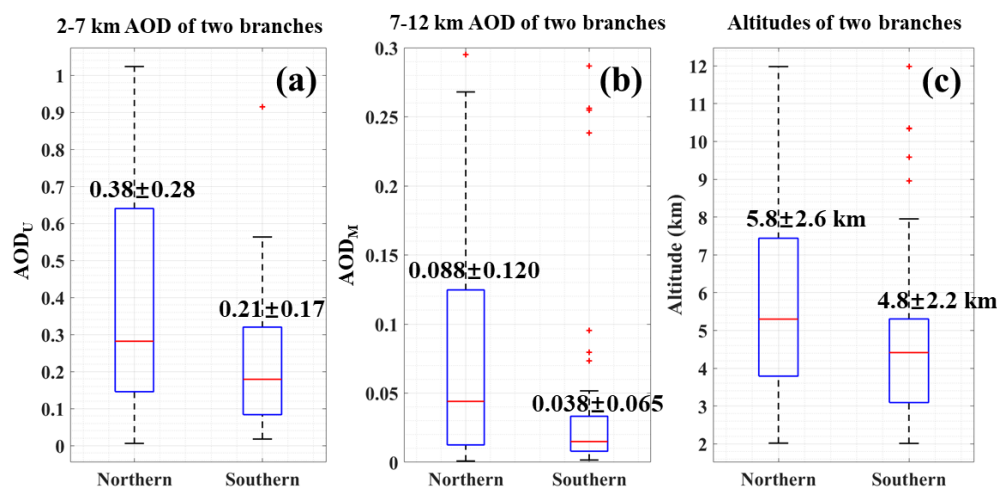 2-7 km AOD of two branches
(a)
1
0.9
0.8
0.7
0.6
0.5
0.4
0.3
0.2
0.1
0
AODU
0.38±0.28
0.21±0.17
Northern Southern
7-12 km AOD of two branches
(b)
0.3
0.25
0.2
0.15
0.1
0.05
0
AODM
0.088±0.120
0.038±0.065
Northern Southern
Altitudes of two branches
(c)
12
11
10
9
8
7
6
5
4
3
2
Altitude (km)
5.8±2.6 km
4.8±2.2 km
Northern Southern